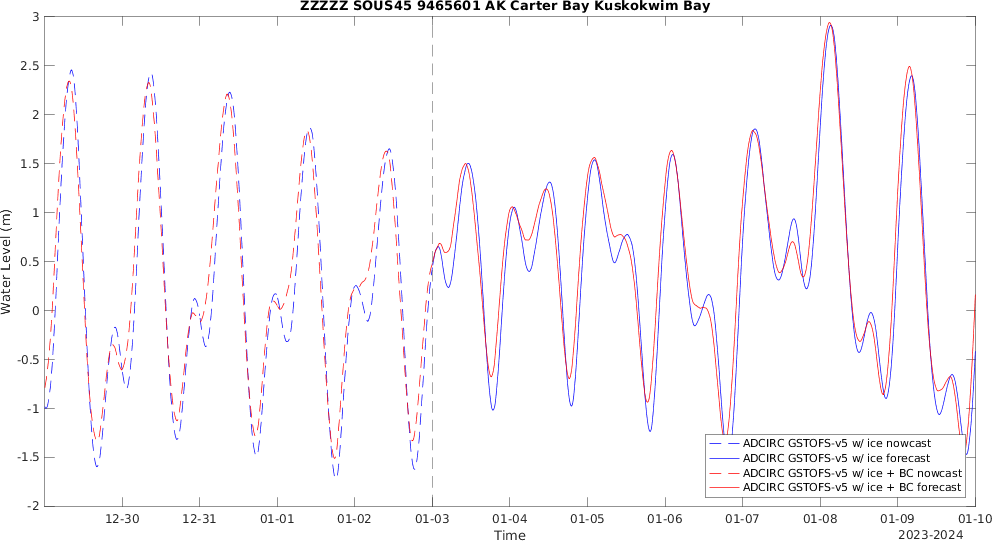 ZZZZZ SOUS45 9465601 AK Carter Bay Kuskokwim Bay
3
2.5
2
1.5
1
0.5
0
-0.5
-1
-1.5
-2
Water Level (m)
ADCIRC GSTOFS-v5 w/ ice nowcast
ADCIRC GSTOFS-v5 w/ ice forecast
ADCIRC GSTOFS-v5 w/ ice + BC nowcast
ADCIRC GSTOFS-v5 w/ ice + BC forecast
12-30 12-31 01-01 01-02 01-03 01-04 01-05 01-06 01-07 01-08 01-09 01-10
Time
2023-2024